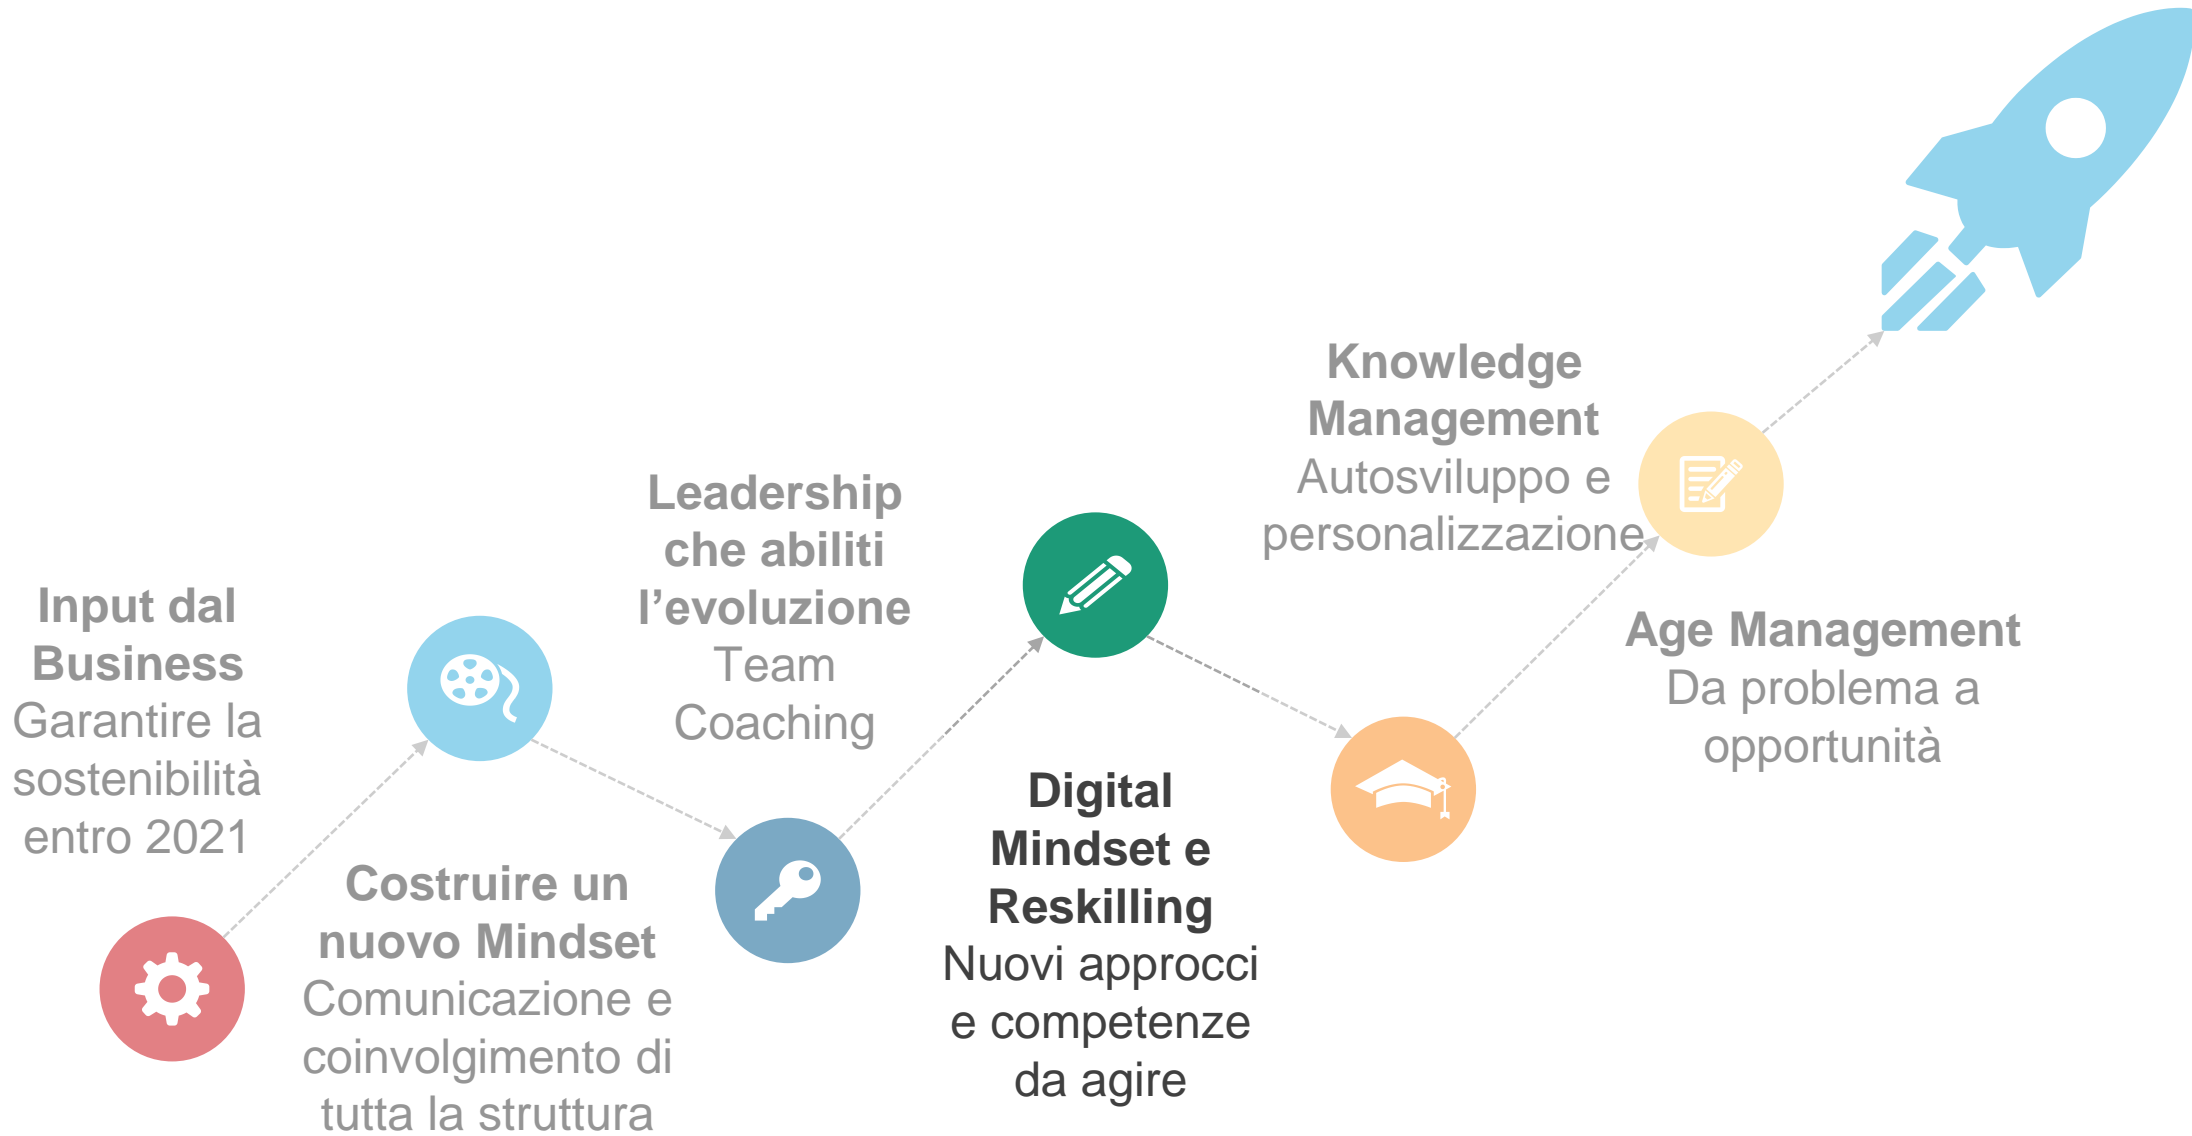 Input dal
Business
Garantire la
sostenibilità
entro 2021
Costruire un
nuovo Mindset
Comunicazione e
coinvolgimento di
tutta la struttura
Leadership
che abiliti
l’evoluzione
Team
Coaching
Digital
Mindset e
Reskilling
Nuovi approcci
e competenze
da agire
Knowledge
Management
Autosviluppo e
personalizzazione
Age Management
Da problema a
opportunità